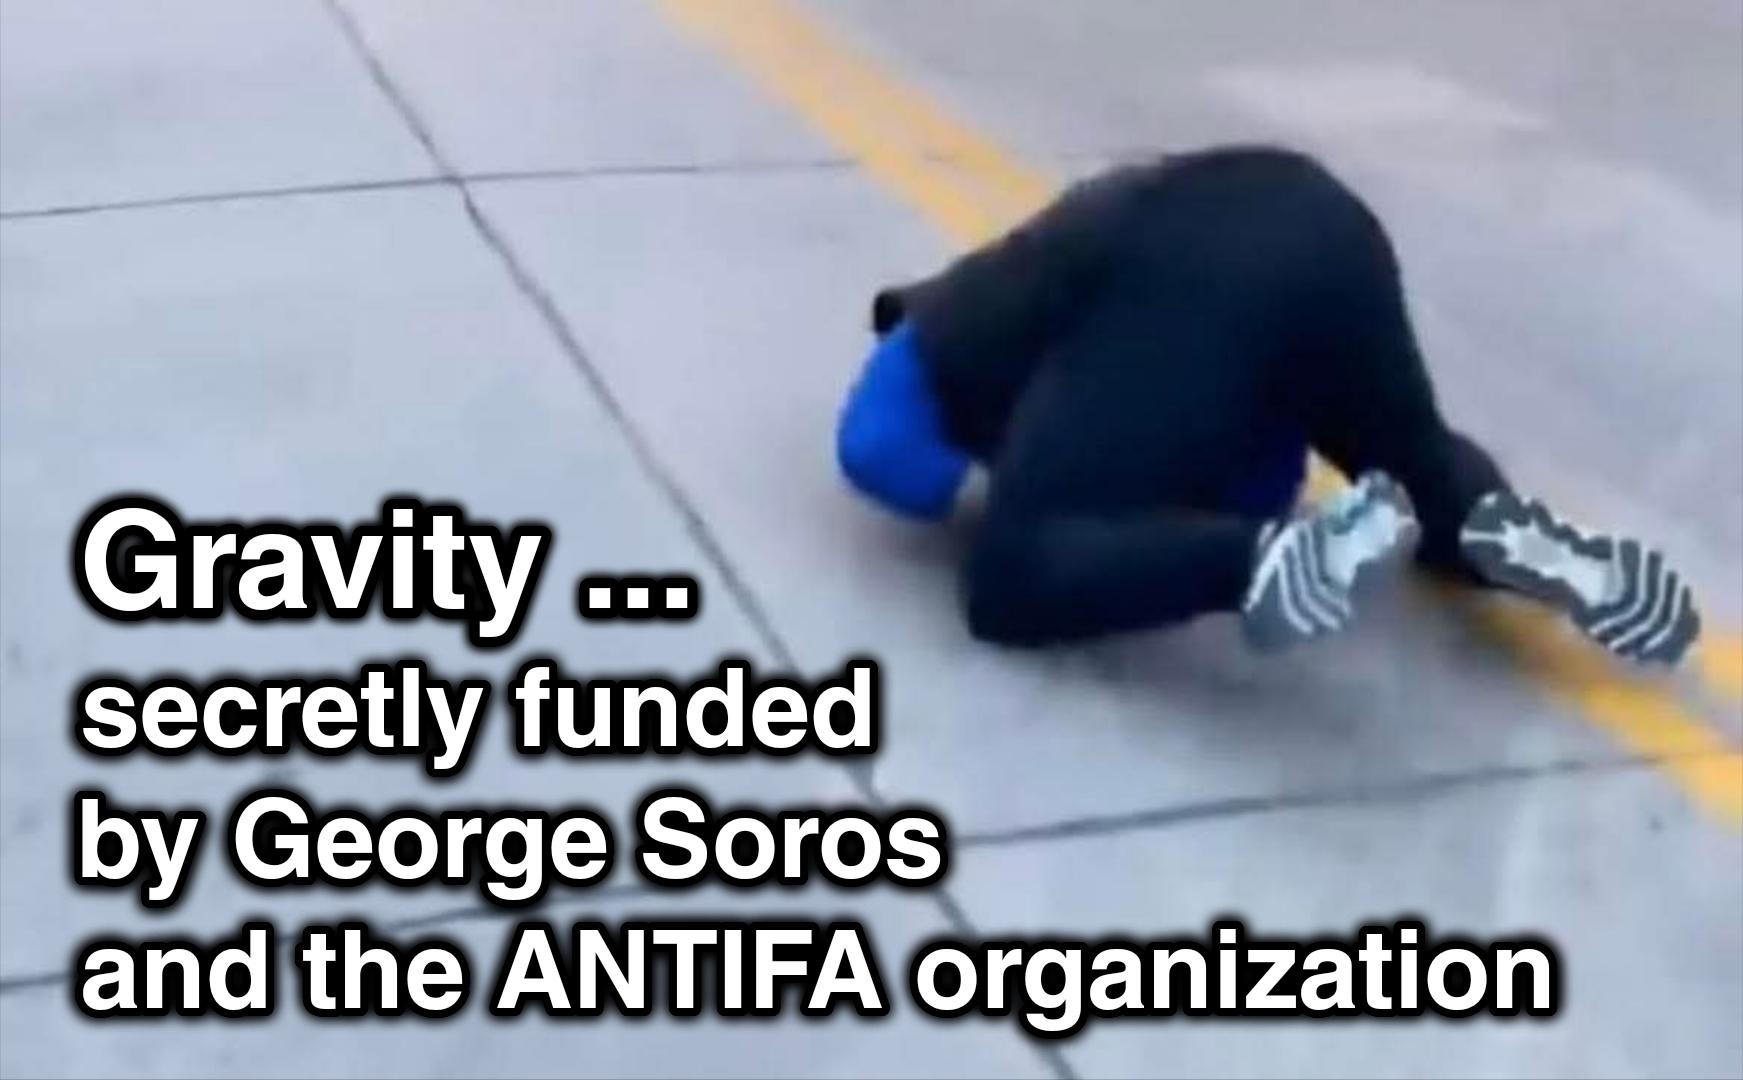 Gravity ...
secretly funded
by George Soros
and the ANTIFA organization